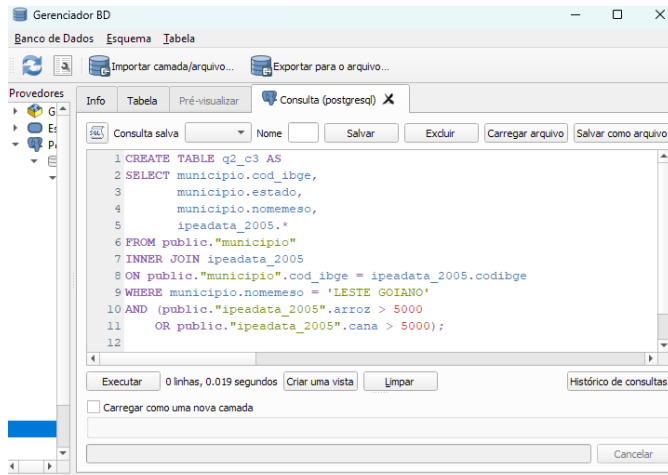 Gerenciador BD
Banco de Dados Esquema Tabela
Importar camada/arquivo... Exportar para o arquivo...
Provedores
Info Tabela Pré-visualizar Consulta (postgresql) X
Consulta salva Nome Salvar Excluir Carregar arquivo Salvar como arquivo
1 CREATE TABLE q2_c3 AS
2 SELECT municipio.cod_ibge,
3 municipio.estado,
4 municipio.nomemeso,
5 ipeadata_2005.*
6 FROM public."municipio"
7 INNER JOIN ipeadata_2005
8 ON public."municipio".cod_ibge = ipeadata_2005.codibge
9 WHERE municipio.nomemeso = 'LESTE GOIANO'
10 AND (public."ipeadata_2005".arroz > 5000
11 OR public."ipeadata_2005".cana > 5000);
12
Executar 0 linhas, 0.019 segundos Criar uma vista Limpar Histórico de consultas
Carregar como uma nova camada
Cancelar